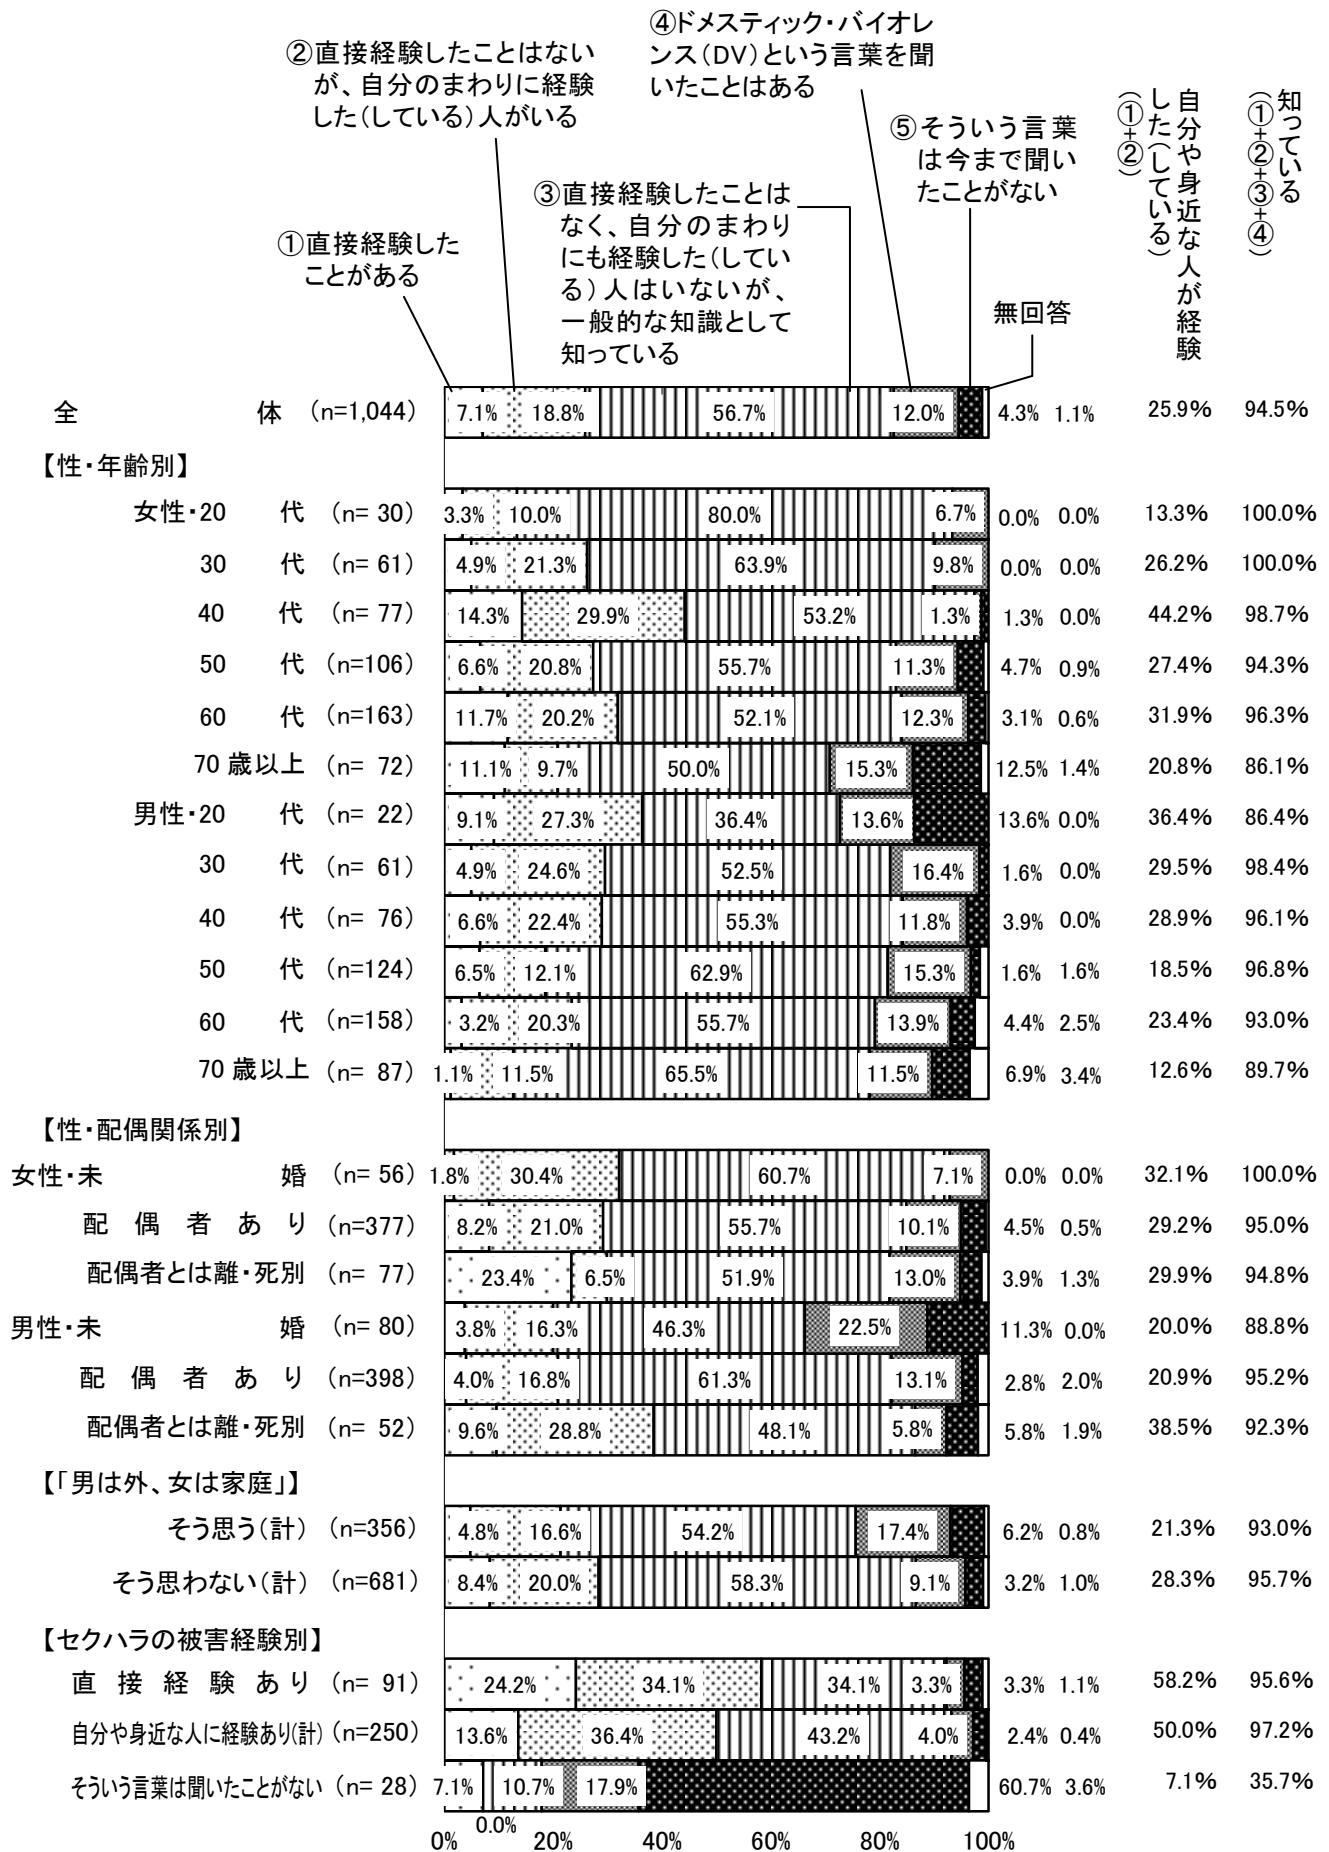 ④ドメスティック・バイオレ
ンス(DV)という言葉を聞
いたことはある
②直接経験したことはない
が、自分のまわりに経験
した(している)人がいる
⑤そういう言葉
は今まで聞い
たことがない
③直接経験したことは
なく、自分のまわり
にも経験した(してい
る)人はいないが、
一般的な知識として
知っている
①直接経験した
ことがある
無回答
自分や身近な人が経験
した(している)
(①+②)
知っている
(①+②+③+④)
全 体 (n=1,044) 7.1% 18.8% 56.7% 12.0% 4.3% 1.1% 25.9% 94.5%
【性・年齢別】
女性・20 代 (n= 30) 3.3% 10.0% 80.0% 6.7% 0.0% 0.0% 13.3% 100.0%
30 代 (n= 61) 4.9% 21.3% 63.9% 9.8% 0.0% 0.0% 26.2% 100.0%
40 代 (n= 77) 14.3% 29.9% 53.2% 1.3% 1.3% 0.0% 44.2% 98.7%
50 代 (n=106) 6.6% 20.8% 55.7% 11.3% 4.7% 0.9% 27.4% 94.3%
60 代 (n=163) 11.7% 20.2% 52.1% 12.3% 3.1% 0.6% 31.9% 96.3%
70 歳以上 (n= 72) 11.1% 9.7% 50.0% 15.3% 12.5% 1.4% 20.8% 86.1%
男性・20 代 (n= 22) 9.1% 27.3% 36.4% 13.6% 13.6% 0.0% 36.4% 86.4%
30 代 (n= 61) 4.9% 24.6% 52.5% 16.4% 1.6% 0.0% 29.5% 98.4%
40 代 (n= 76) 6.6% 22.4% 55.3% 11.8% 3.9% 0.0% 28.9% 96.1%
50 代 (n=124) 6.5% 12.1% 62.9% 15.3% 1.6% 1.6% 18.5% 96.8%
60 代 (n=158) 3.2% 20.3% 55.7% 13.9% 4.4% 2.5% 23.4% 93.0%
70 歳以上 (n= 87) 1.1% 11.5% 65.5% 11.5% 6.9% 3.4% 12.6% 89.7%
【性・配偶関係別】
女性・未 婚 (n= 56) 1.8% 30.4% 60.7% 7.1% 0.0% 0.0% 32.1% 100.0%
配 偶 者 あ り (n=377) 8.2% 21.0% 55.7% 10.1% 4.5% 0.5% 29.2% 95.0%
配偶者とは離・死別 (n= 77) 23.4% 6.5% 51.9% 13.0% 3.9% 1.3% 29.9% 94.8%
男性・未 婚 (n= 80) 3.8% 16.3% 46.3% 22.5% 11.3% 0.0% 20.0% 88.8%
配 偶 者 あ り (n=398) 4.0% 16.8% 61.3% 13.1% 2.8% 2.0% 20.9% 95.2%
配偶者とは離・死別 (n= 52) 9.6% 28.8% 48.1% 5.8% 5.8% 1.9% 38.5% 92.3%
【「男は外、女は家庭」】
そう思う(計) (n=356) 4.8% 16.6% 54.2% 17.4% 6.2% 0.8% 21.3% 93.0%
そう思わない(計) (n=681) 8.4% 20.0% 58.3% 9.1% 3.2% 1.0% 28.3% 95.7%
【セクハラの被害経験別】
直 接 経 験 あ り (n= 91) 24.2% 34.1% 34.1% 3.3% 3.3% 1.1% 58.2% 95.6%
自分や身近な人に経験あり(計) (n=250) 13.6% 36.4% 43.2% 4.0% 2.4% 0.4% 50.0% 97.2%
そういう言葉は聞いたことがない (n= 28) 7.1% 10.7% 17.9% 60.7% 3.6% 7.1% 35.7%
0.0%
0% 20% 40% 60% 80% 100%